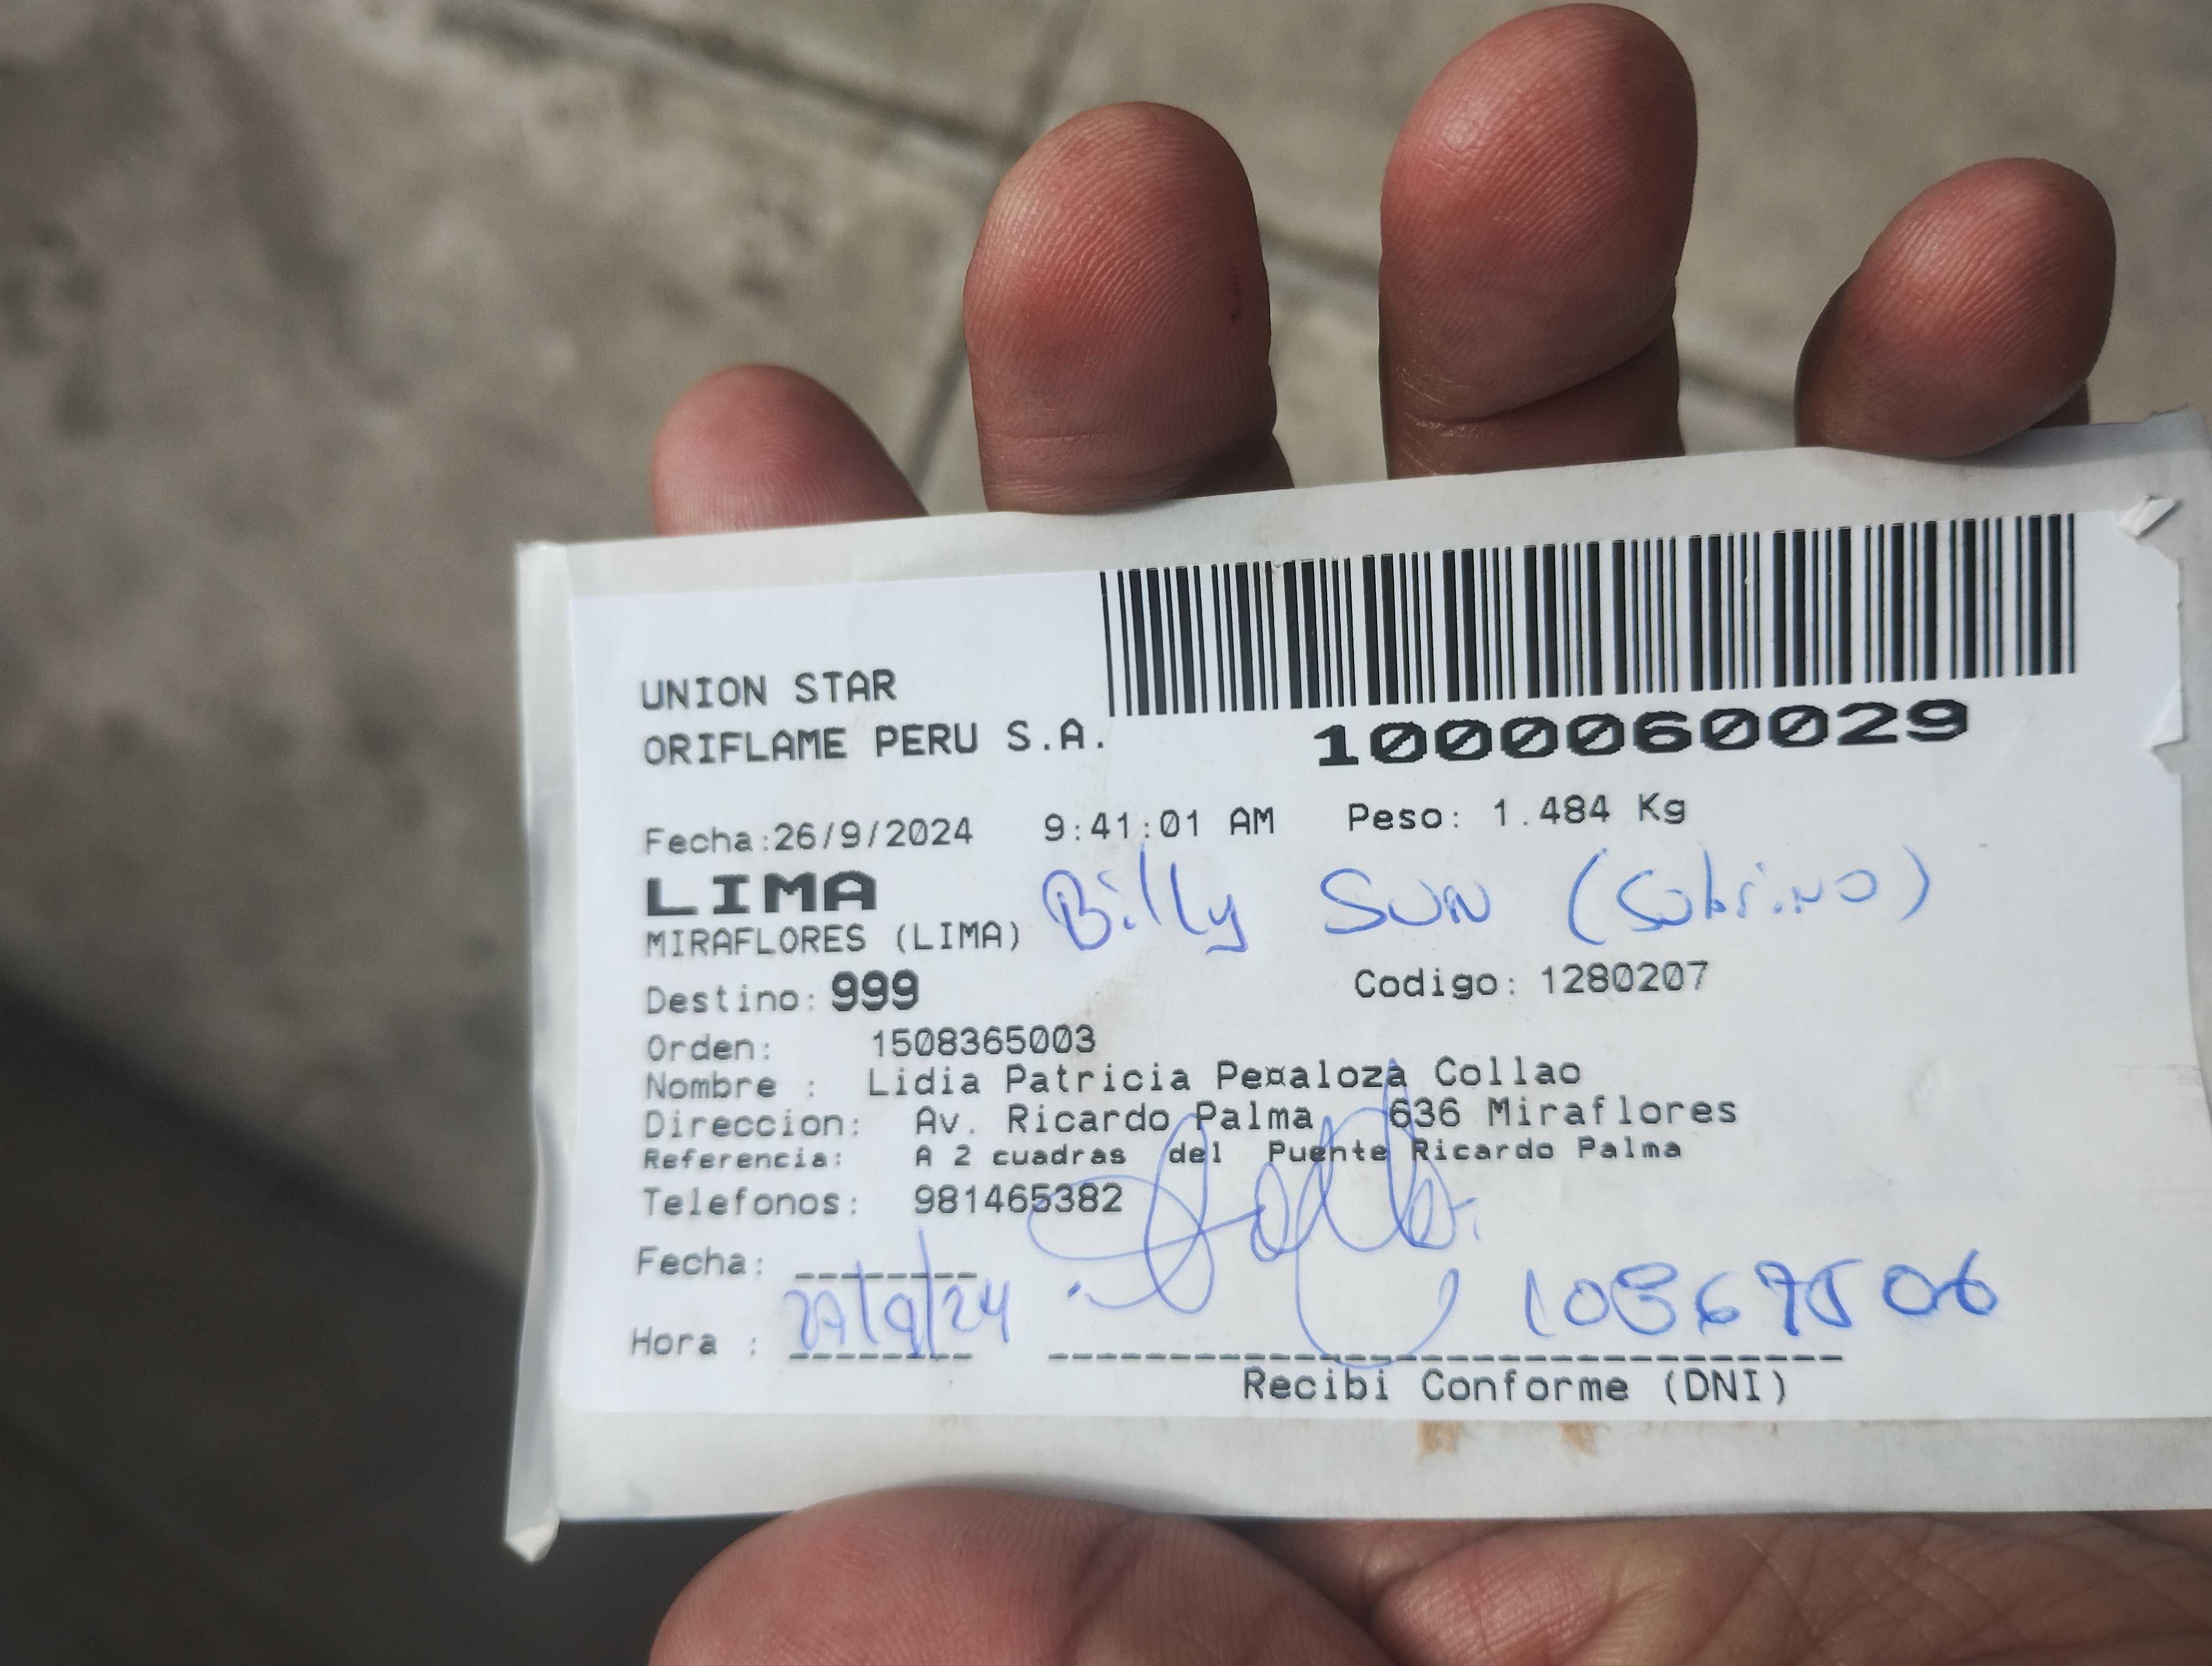 UNION STAR
ORIFLAME PERU S.A.
1000060029
Fecha:26/9/2024 9:41:01 AM Peso: 1.484 Kg
LIMA
MIRAFLORES (LIMA) Billy SUN (Sobrino)
Destino: 999 Codigo: 1280207
Orden: 1508365003
Nombre : Lidia Patricia Pe¤aloza Collao
Direccion: Av. Ricardo Palma 636 Miraflores
Referencia: A 2 cuadras del Puente Ricardo Palma
Telefonos: 981465382
Fecha:
27/9/24
Hora :
Recibi Conforme (DNI)